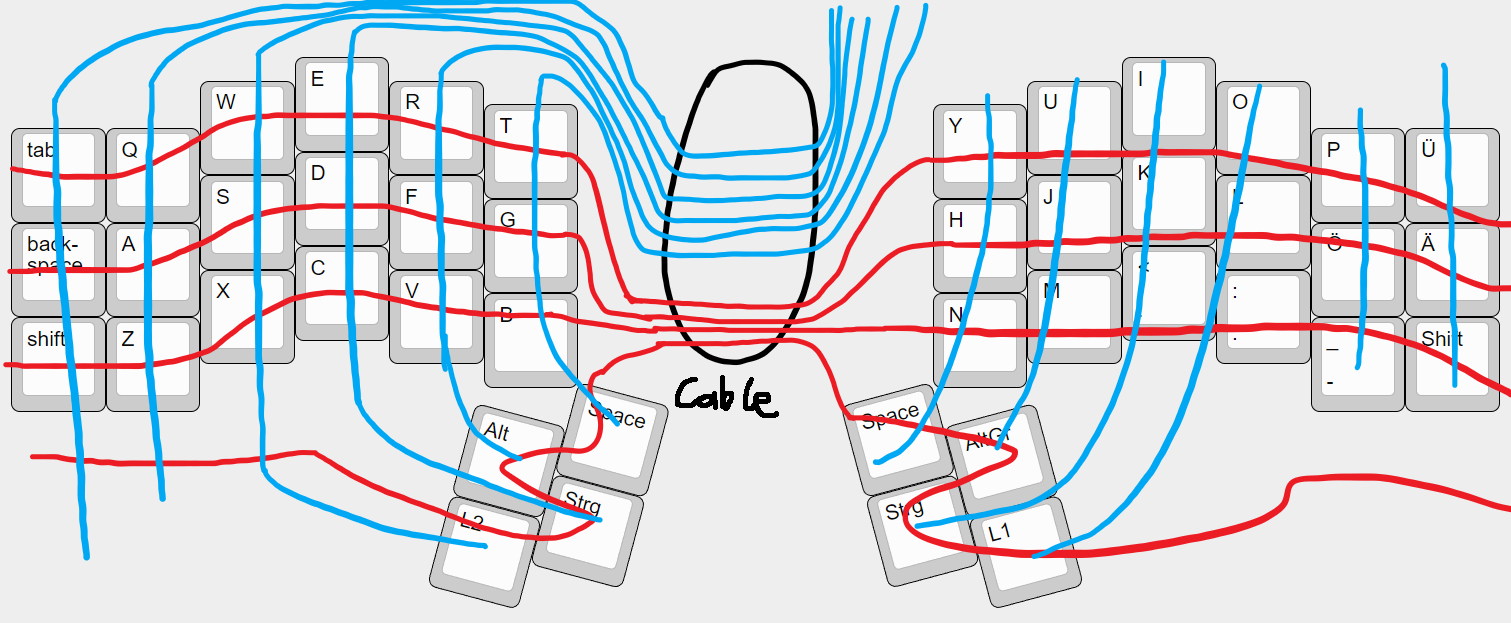 tab Q W E R T Y U I O P Ü
back-
space A S D F G H J K L Ö Ä
shift Z X C V B N M < : _ Shift
. -
Cable
Alt Space Space AltGr
L2 Strg Strg L1